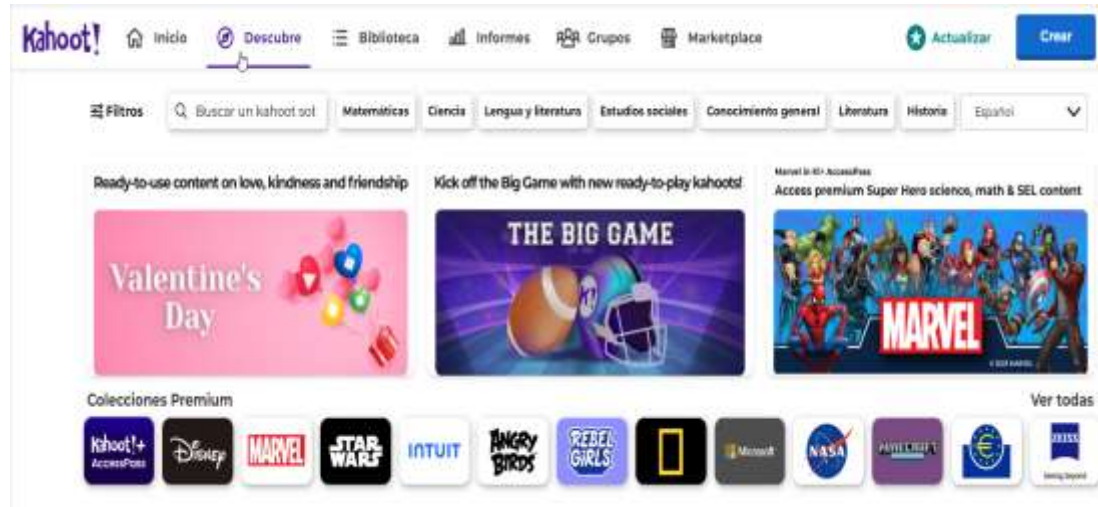 Kahoot!
Inicio
Descubre
Biblioteca
Informes
Grupos
Marketplace
Actualizar
Crear
Filtros
Buscar un kahoot sot
Matemáticas
Ciencia
Lengua y literatura
Estudios sociales
Conocimiento general
Literatura
Historia
Español
Ready-to-use content on love, kindness and friendship
Kick off the Big Game with new ready-to-play kahoots!
Marvel in K!+ AccessPass
Access premium Super Hero science, math & SEL content
Valentine's
Day
THE BIG GAME
K!
MARVEL
Colecciones Premium
Ver todas
Kahoot!+
AccessPass
Disney
MARVEL
STAR
WARS
INTUIT
ANGRY
BIRDS
REBEL
GIRLS
Microsoft
NASA
MINECRAFT
€
ZEISS